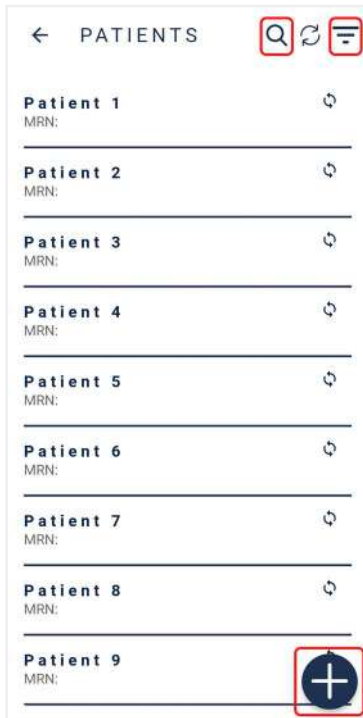 PATIENTS
Patient 1
MRN:
Patient 2
MRN:
Patient 3
MRN:
Patient 4
MRN:
Patient 5
MRN:
Patient 6
MRN:
Patient 7
MRN:
Patient 8
MRN:
Patient 9
MRN: